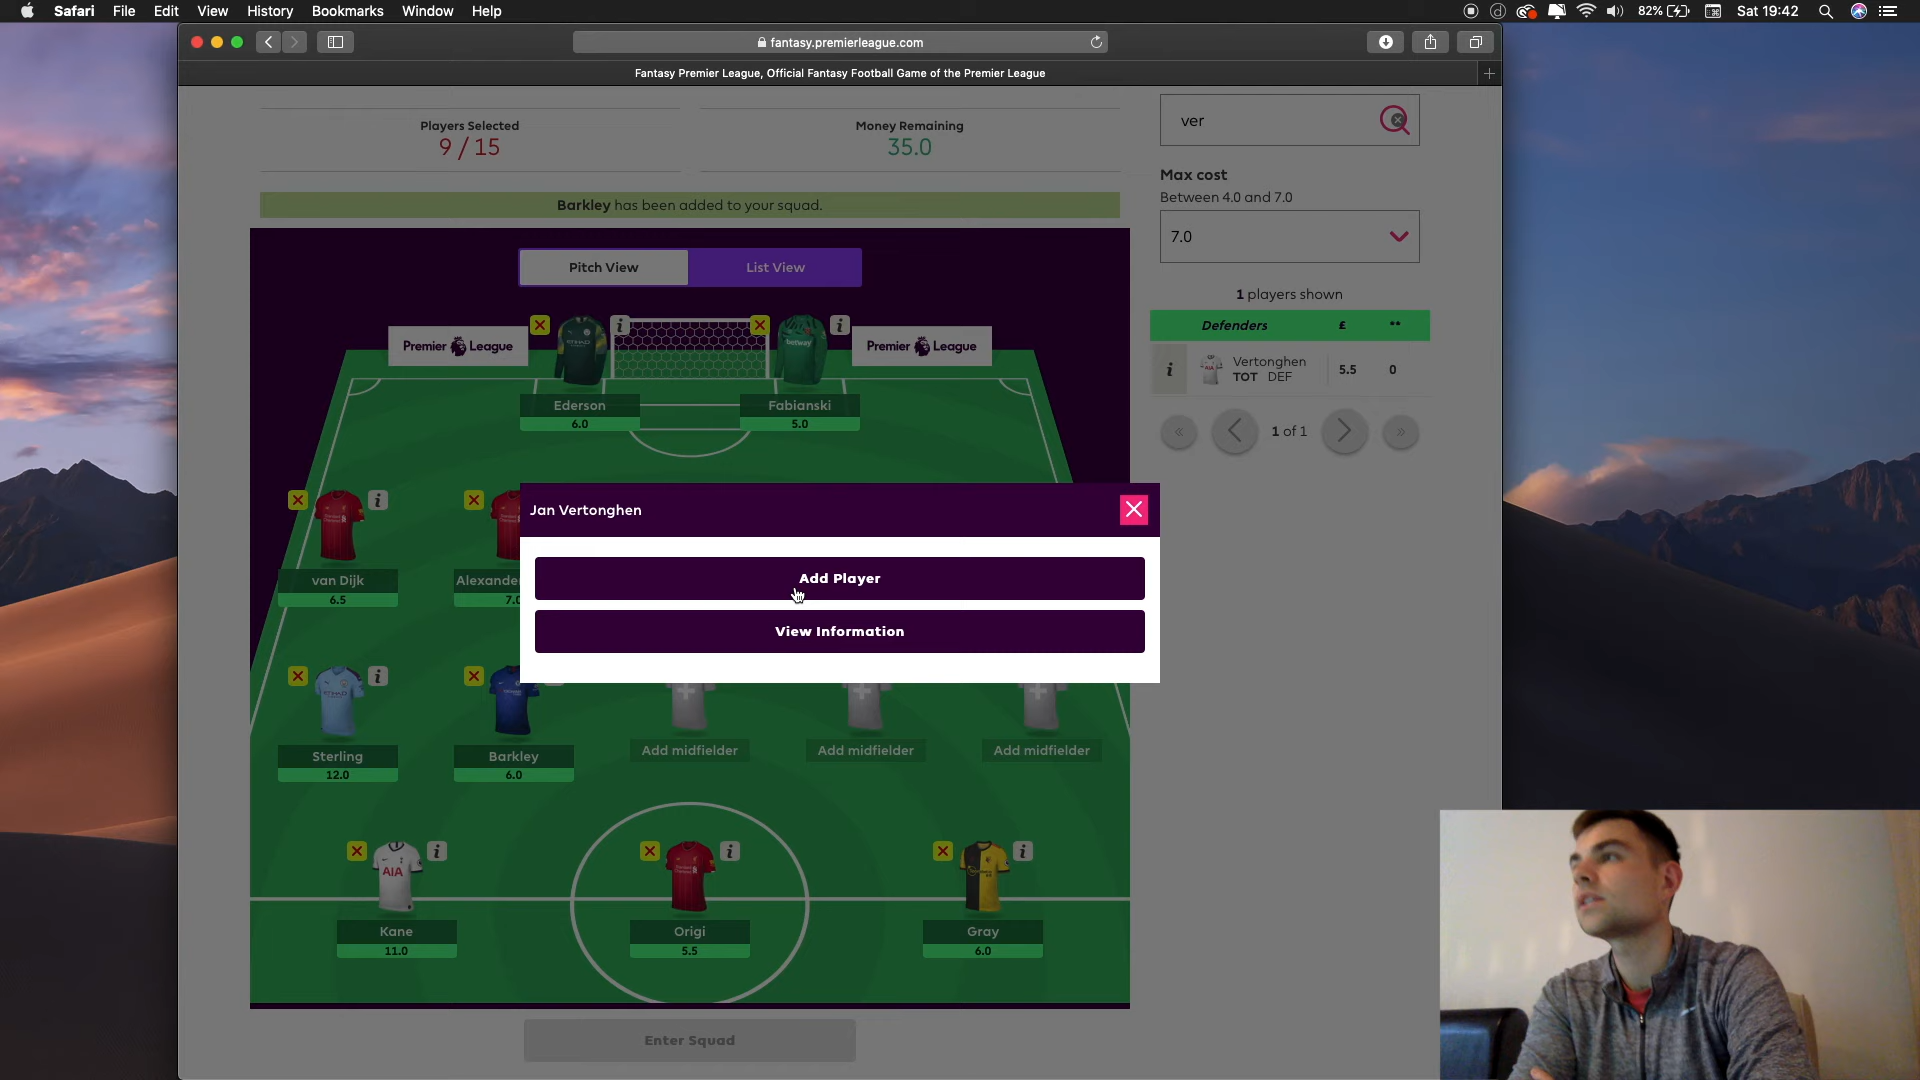 Safari File Edit View History Bookmarks Window Help
82% Sat 19:42
fantasy.premierleague.com
Fantasy Premier League, Official Fantasy Football Game of the Premier League
Players Selected
9 / 15
Money Remaining
35.0
Barkley has been added to your squad.
Pitch View
List View
Premier League
Premier League
betway
Ederson
6.0
Fabianski
5.0
van Dijk
6.5
Alexande
7.0
Jan Vertonghen
Add Player
View Information
Sterling
12.0
Barkley
6.0
Add midfielder
Add midfielder
Add midfielder
AIA
Kane
11.0
Origi
5.5
Gray
6.0
Enter Squad
ver
Max cost
Between 4.0 and 7.0
7.0
1 players shown
Defenders £ **
Vertonghen
TOT DEF
5.5 0
1 of 1